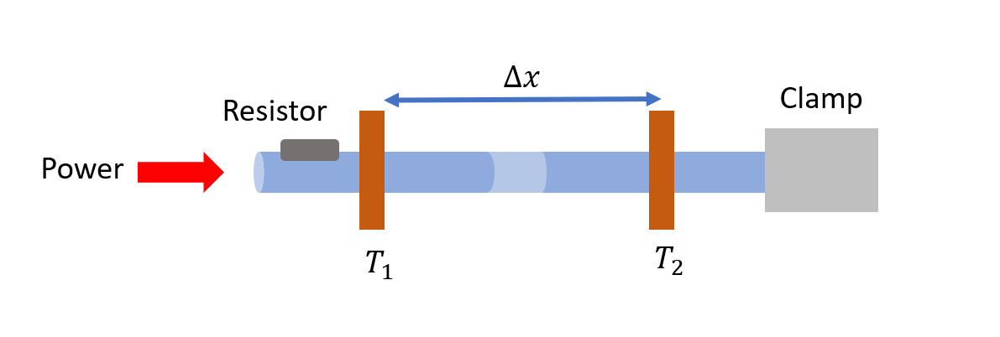 Δx
Resistor
Clamp
Power
T₁
T₂